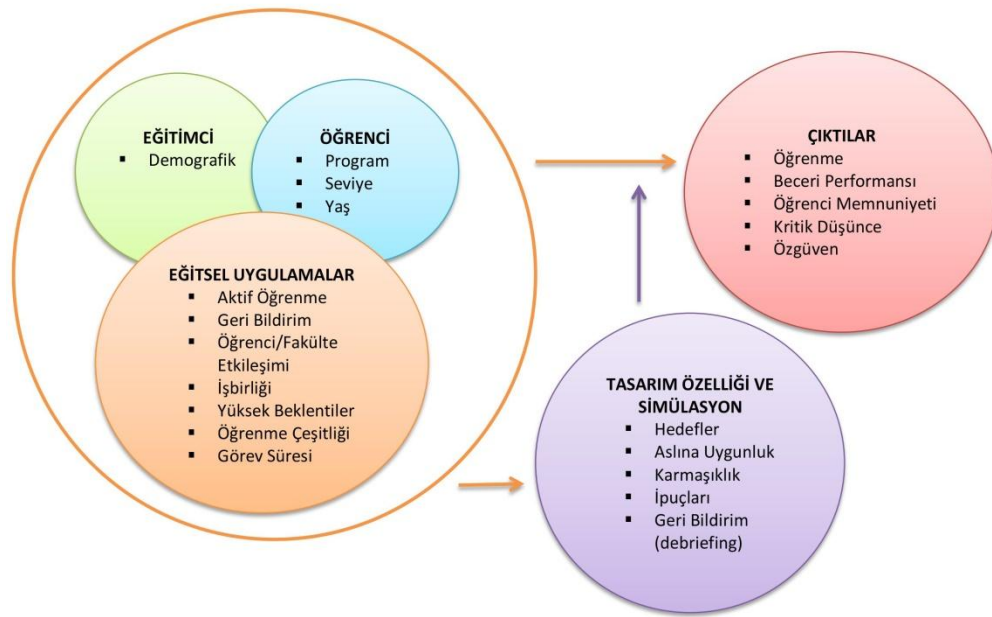 EĞİTİMCİ
▪ Demografik
ÖĞRENCİ
▪ Program
▪ Seviye
▪ Yaş
EĞİTSEL UYGULAMALAR
▪ Aktif Öğrenme
▪ Geri Bildirim
▪ Öğrenci/Fakülte
Etkileşimi
▪ İşbirliği
▪ Yüksek Beklentiler
▪ Öğrenme Çeşitliği
▪ Görev Süresi
ÇIKTILAR
▪ Öğrenme
▪ Beceri Performansı
▪ Öğrenci Memnuniyeti
▪ Kritik Düşünce
▪ Özgüven
TASARIM ÖZELLİĞİ VE
SİMÜLASYON
▪ Hedefler
▪ Aslına Uygunluk
▪ Karmaşıklık
▪ İpuçları
▪ Geri Bildirim
(debriefing)